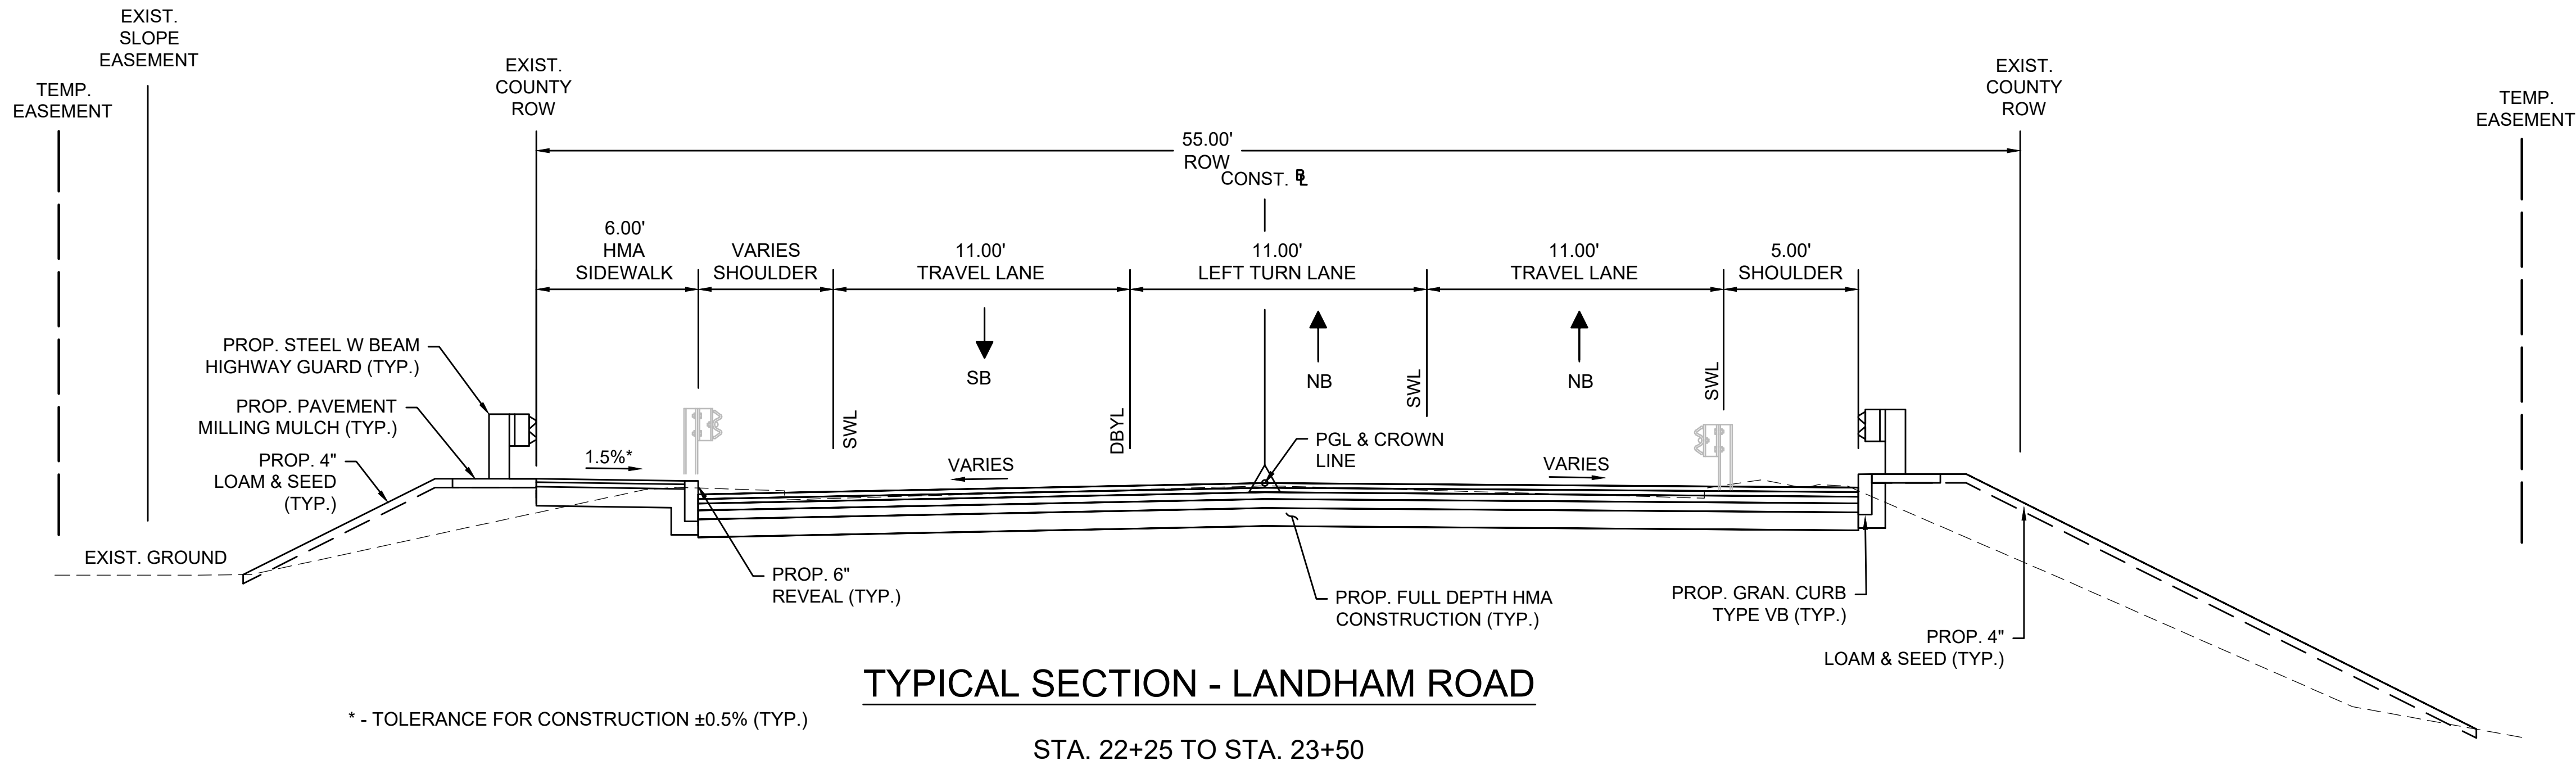 EXIST.
SLOPE
EASEMENT
TEMP.
EASEMENT
EXIST.
COUNTY
ROW
EXIST.
COUNTY
ROW
TEMP.
EASEMENT
55.00'
ROW
CONST. BL
6.00'
HMA
SIDEWALK
VARIES
SHOULDER
11.00'
TRAVEL LANE
11.00'
LEFT TURN LANE
11.00'
TRAVEL LANE
5.00'
SHOULDER
PROP. STEEL W BEAM
HIGHWAY GUARD (TYP.)
SB
NB
NB
SWL
DBYL
SWL
SWL
PROP. PAVEMENT
MILLING MULCH (TYP.)
PROP. 4"
LOAM & SEED
(TYP.)
1.5%*
VARIES
PGL & CROWN
LINE
VARIES
EXIST. GROUND
PROP. 6"
REVEAL (TYP.)
PROP. FULL DEPTH HMA
CONSTRUCTION (TYP.)
PROP. GRAN. CURB
TYPE VB (TYP.)
PROP. 4"
LOAM & SEED (TYP.)
TYPICAL SECTION - LANDHAM ROAD
* - TOLERANCE FOR CONSTRUCTION ±0.5% (TYP.)
STA. 22+25 TO STA. 23+50